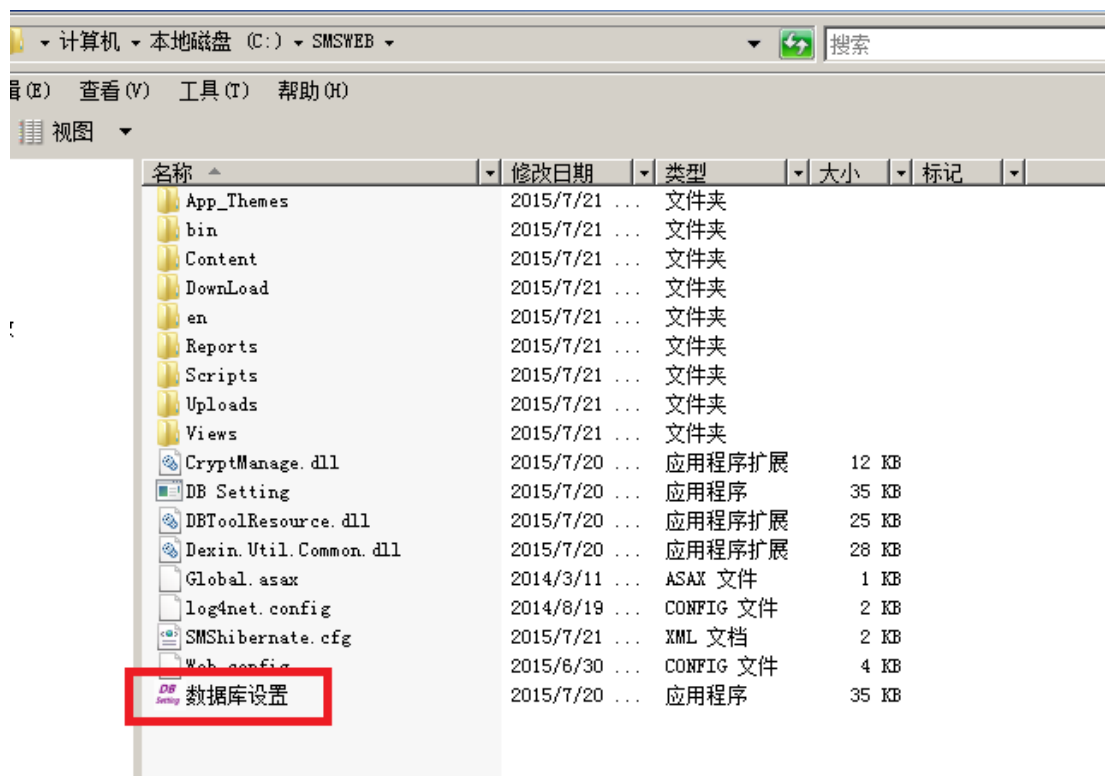 计算机 本地磁盘 (C:) SMSWEB 搜索
辑(E) 查看(V) 工具(T) 帮助(H)
视图
名称 修改日期 类型 大小 标记
App_Themes 2015/7/21 ... 文件夹
bin 2015/7/21 ... 文件夹
Content 2015/7/21 ... 文件夹
DownLoad 2015/7/21 ... 文件夹
en 2015/7/21 ... 文件夹
Reports 2015/7/21 ... 文件夹
Scripts 2015/7/21 ... 文件夹
Uploads 2015/7/21 ... 文件夹
Views 2015/7/21 ... 文件夹
CryptManage.dll 2015/7/20 ... 应用程序扩展 12 KB
DB Setting 2015/7/20 ... 应用程序 35 KB
DBToolResource.dll 2015/7/20 ... 应用程序扩展 25 KB
Dexin.Util.Common.dll 2015/7/20 ... 应用程序扩展 28 KB
Global.asax 2014/3/11 ... ASAX 文件 1 KB
log4net.config 2014/8/19 ... CONFIG 文件 2 KB
SMShibernate.cfg 2015/7/21 ... XML 文档 2 KB
Web.config 2015/6/30 ... CONFIG 文件 4 KB
DB Setting 数据库设置 2015/7/20 ... 应用程序 35 KB